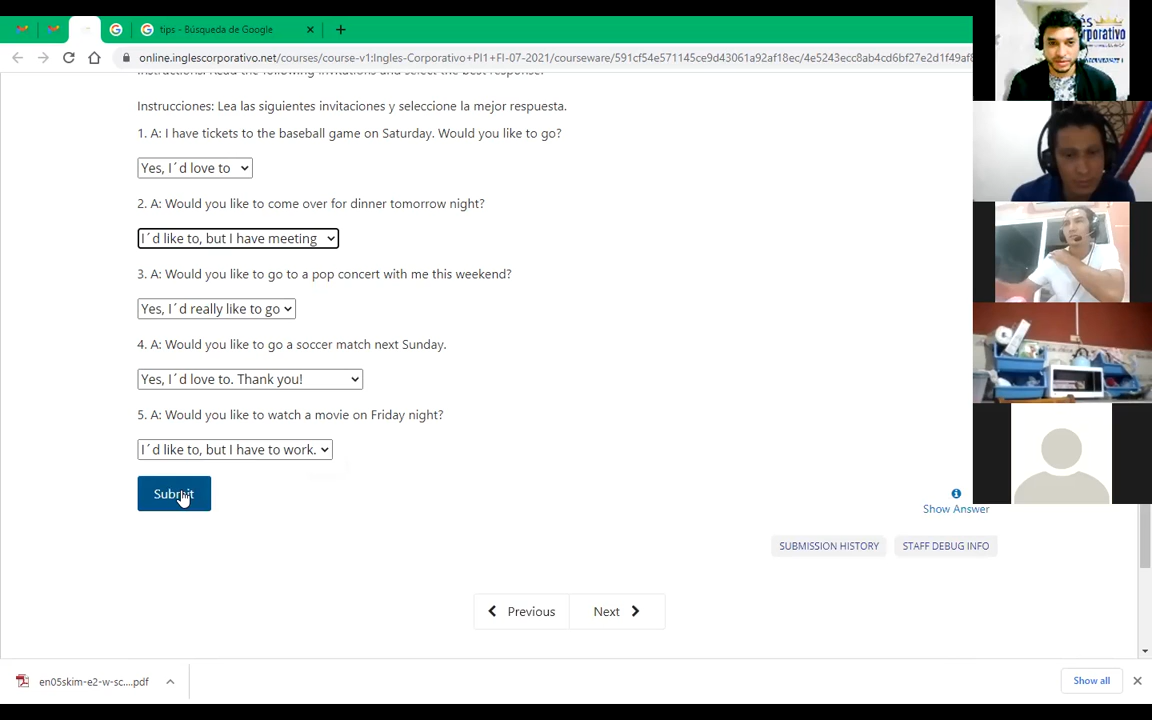 tips - Búsqueda de Google
online.inglescorporativo.net/courses/course-v1:Ingles-Corporativo+PI1+FI-07-2021/courseware/591cf54e571145ce9d43061a92af18ec/4e5243ecc8ab4cd6bf27e2d1f49af8
és
orporativo
Instrucciones: Lea las siguientes invitaciones y seleccione la mejor respuesta.
1. A: I have tickets to the baseball game on Saturday. Would you like to go?
Yes, I´d love to
2. A: Would you like to come over for dinner tomorrow night?
I´d like to, but I have meeting
3. A: Would you like to go to a pop concert with me this weekend?
Yes, I´d really like to go
4. A: Would you like to go a soccer match next Sunday.
Yes, I´d love to. Thank you!
5. A: Would you like to watch a movie on Friday night?
I´d like to, but I have to work.
Submit
Show Answer
SUBMISSION HISTORY
STAFF DEBUG INFO
Previous
Next
en05skim-e2-w-sc....pdf
Show all